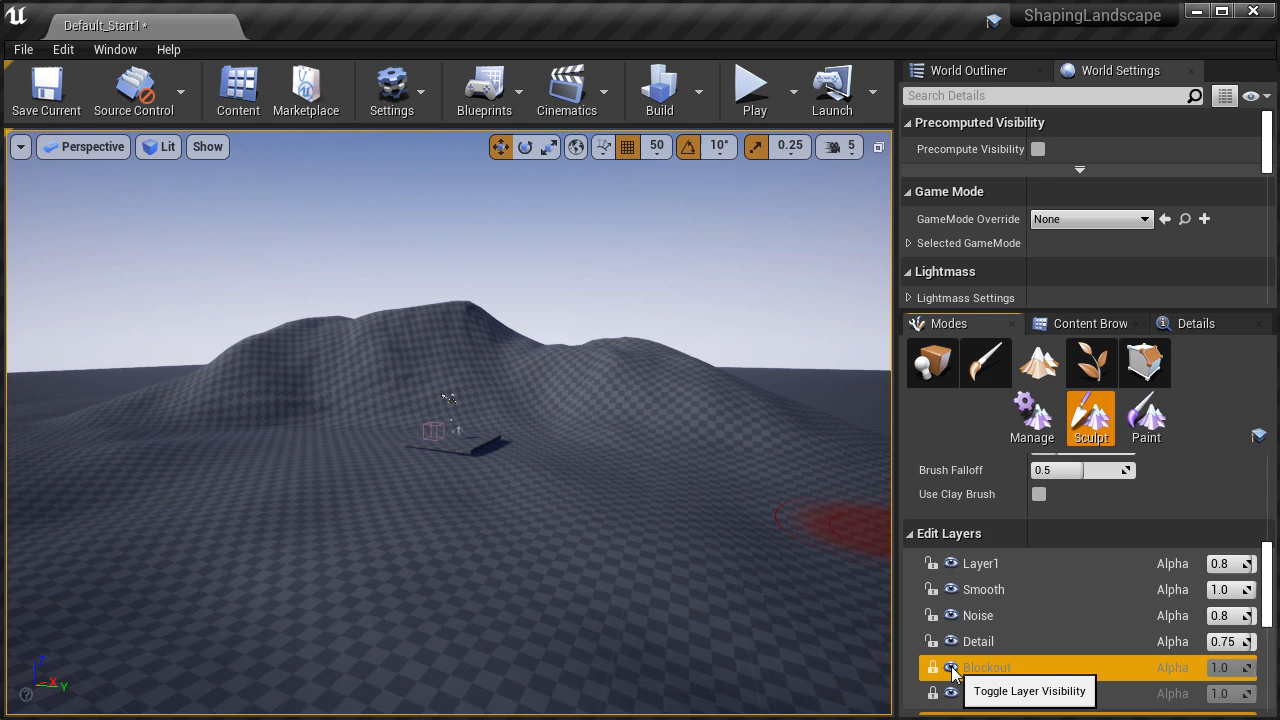 Default_Start1*
ShapingLandscape
File Edit Window Help
Save Current
Source Control
Content
Marketplace
Settings
Blueprints
Cinematics
Build
Play
Launch
World Outliner
World Settings
Search Details
Precomputed Visibility
Precompute Visibility
Game Mode
GameMode Override
None
Selected GameMode
Lightmass
Lightmass Settings
Perspective
Lit
Show
50
10°
0.25
5
Modes
Content Brow
Details
Manage
Sculpt
Paint
Brush Falloff 0.5
Use Clay Brush
Edit Layers
Layer1 Alpha 0.8
Smooth Alpha 1.0
Noise Alpha 0.8
Detail Alpha 0.75
Blockout Alpha 1.0
Toggle Layer Visibility
Alpha 1.0
Z
X
Y